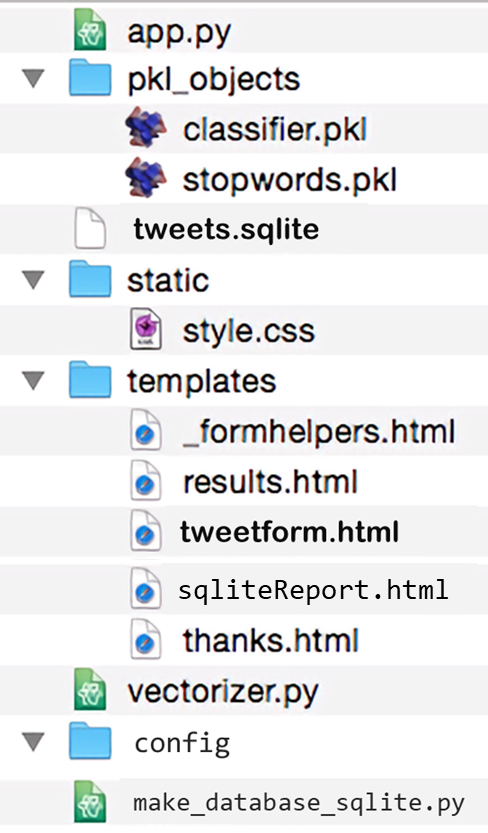 app.py
pkl_objects
classifier.pkl
stopwords.pkl
tweets.sqlite
static
style.css
templates
_formhelpers.html
results.html
tweetform.html
sqliteReport.html
thanks.html
vectorizer.py
config
make_database_sqlite.py